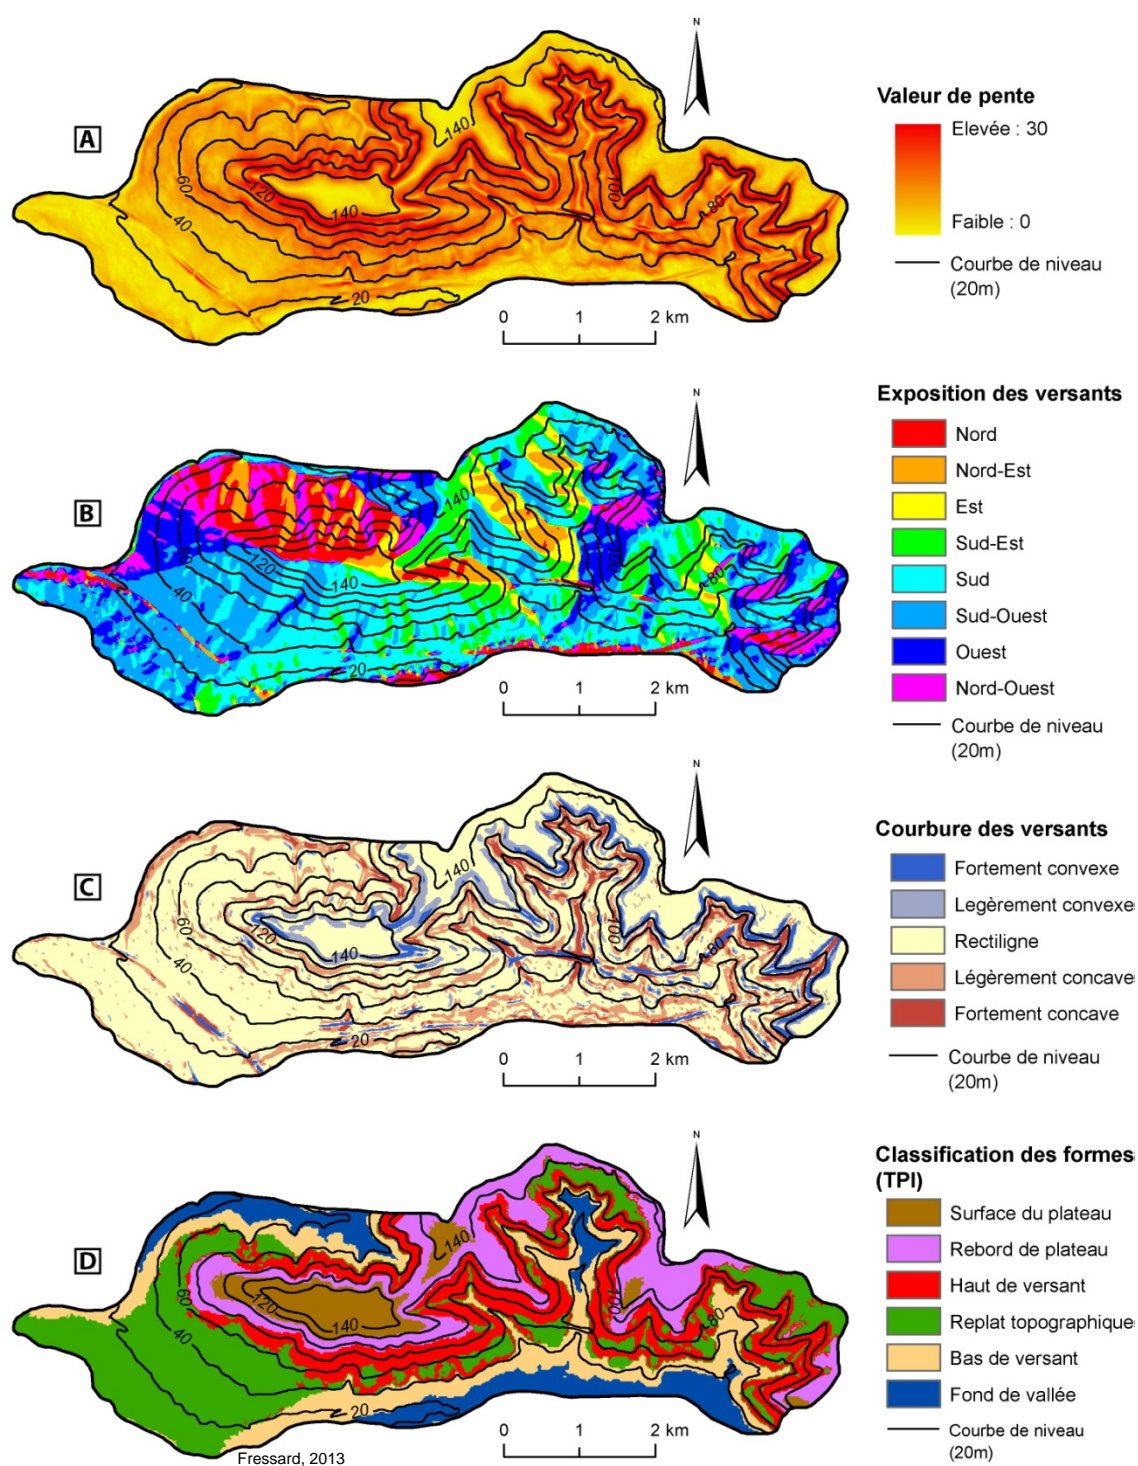 N
A
140
60
120
140
40
20
100
80
0 1 2 km
Valeur de pente
Elevée : 30
Faible : 0
Courbe de niveau
(20m)
N
B
140
60
120
140
40
20
100
80
0 1 2 km
Exposition des versants
Nord
Nord-Est
Est
Sud-Est
Sud
Sud-Ouest
Ouest
Nord-Ouest
Courbe de niveau
(20m)
N
C
140
60
120
140
40
20
100
80
0 1 2 km
Courbure des versants
Fortement convexe
Legèrement convexe
Rectiligne
Légèrement concave
Fortement concave
Courbe de niveau
(20m)
N
D
140
60
120
140
40
20
100
80
0 1 2 km
Fressard, 2013
Classification des formes
(TPI)
Surface du plateau
Rebord de plateau
Haut de versant
Replat topographique
Bas de versant
Fond de vallée
Courbe de niveau
(20m)